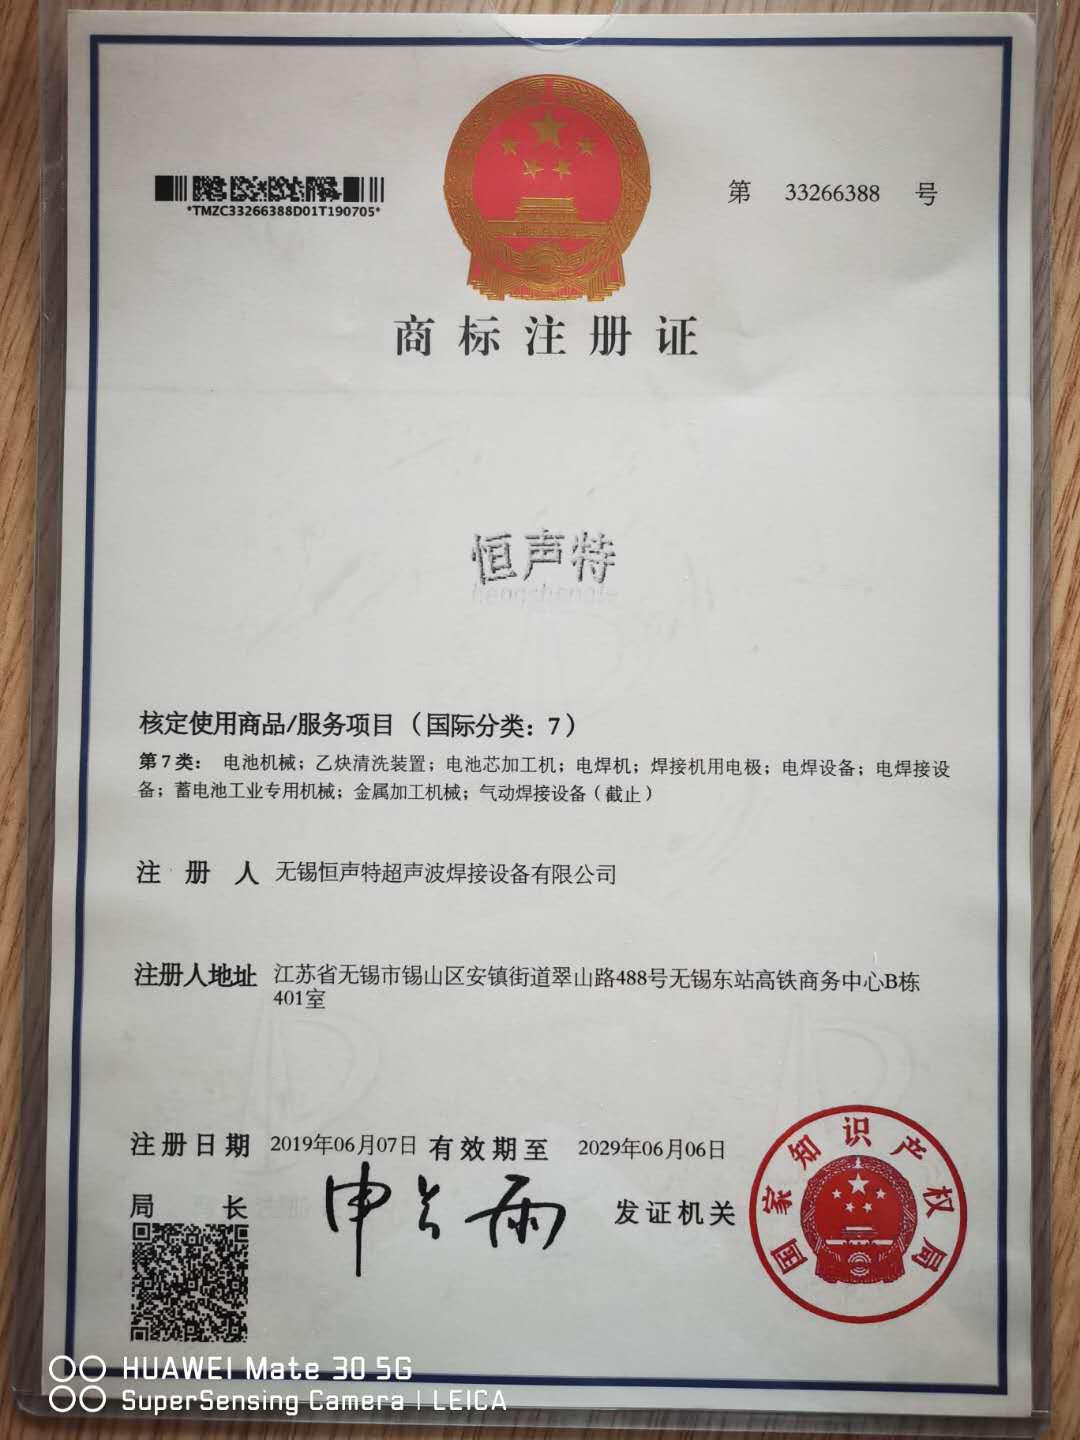 第 33266388 号
*TMZC33266388D01T190705*
商标注册证
恒声特
核定使用商品/服务项目（国际分类：7）
第7类： 电池机械；乙炔清洗装置；电池芯加工机；电焊机；焊接机用电极；电焊设备；电焊接设
备；蓄电池工业专用机械；金属加工机械；气动焊接设备（截止）
注册人 无锡恒声特超声波焊接设备有限公司
注册人地址 江苏省无锡市锡山区安镇街道翠山路488号无锡东站高铁商务中心B栋
401室
注册日期 2019年06月07日 有效期至 2029年06月06日
局长 申长雨 发证机关
国家知识产权局
HUAWEI Mate 30 5G
SuperSensing Camera | LEICA